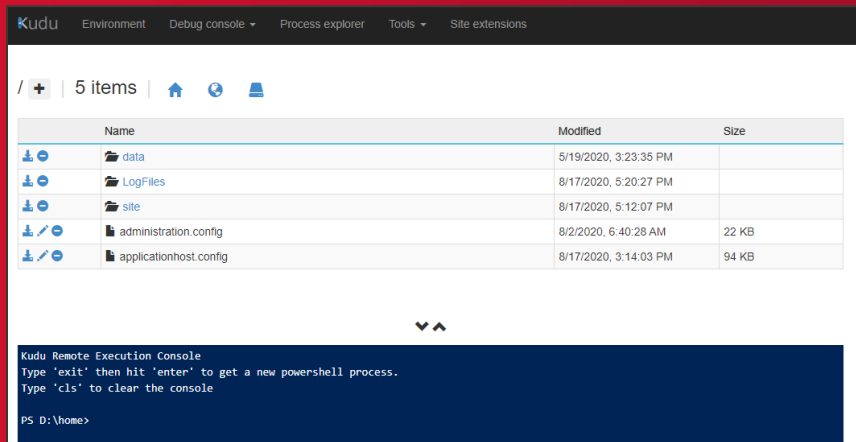 Kudu Environment Debug console Process explorer Tools Site extensions
/ + | 5 items |
Name Modified Size
data 5/19/2020, 3:23:35 PM
LogFiles 8/17/2020, 5:20:27 PM
site 8/17/2020, 5:12:07 PM
administration.config 8/2/2020, 6:40:28 AM 22 KB
applicationhost.config 8/17/2020, 3:14:03 PM 94 KB
Kudu Remote Execution Console
Type 'exit' then hit 'enter' to get a new powershell process.
Type 'cls' to clear the console
PS D:\home>